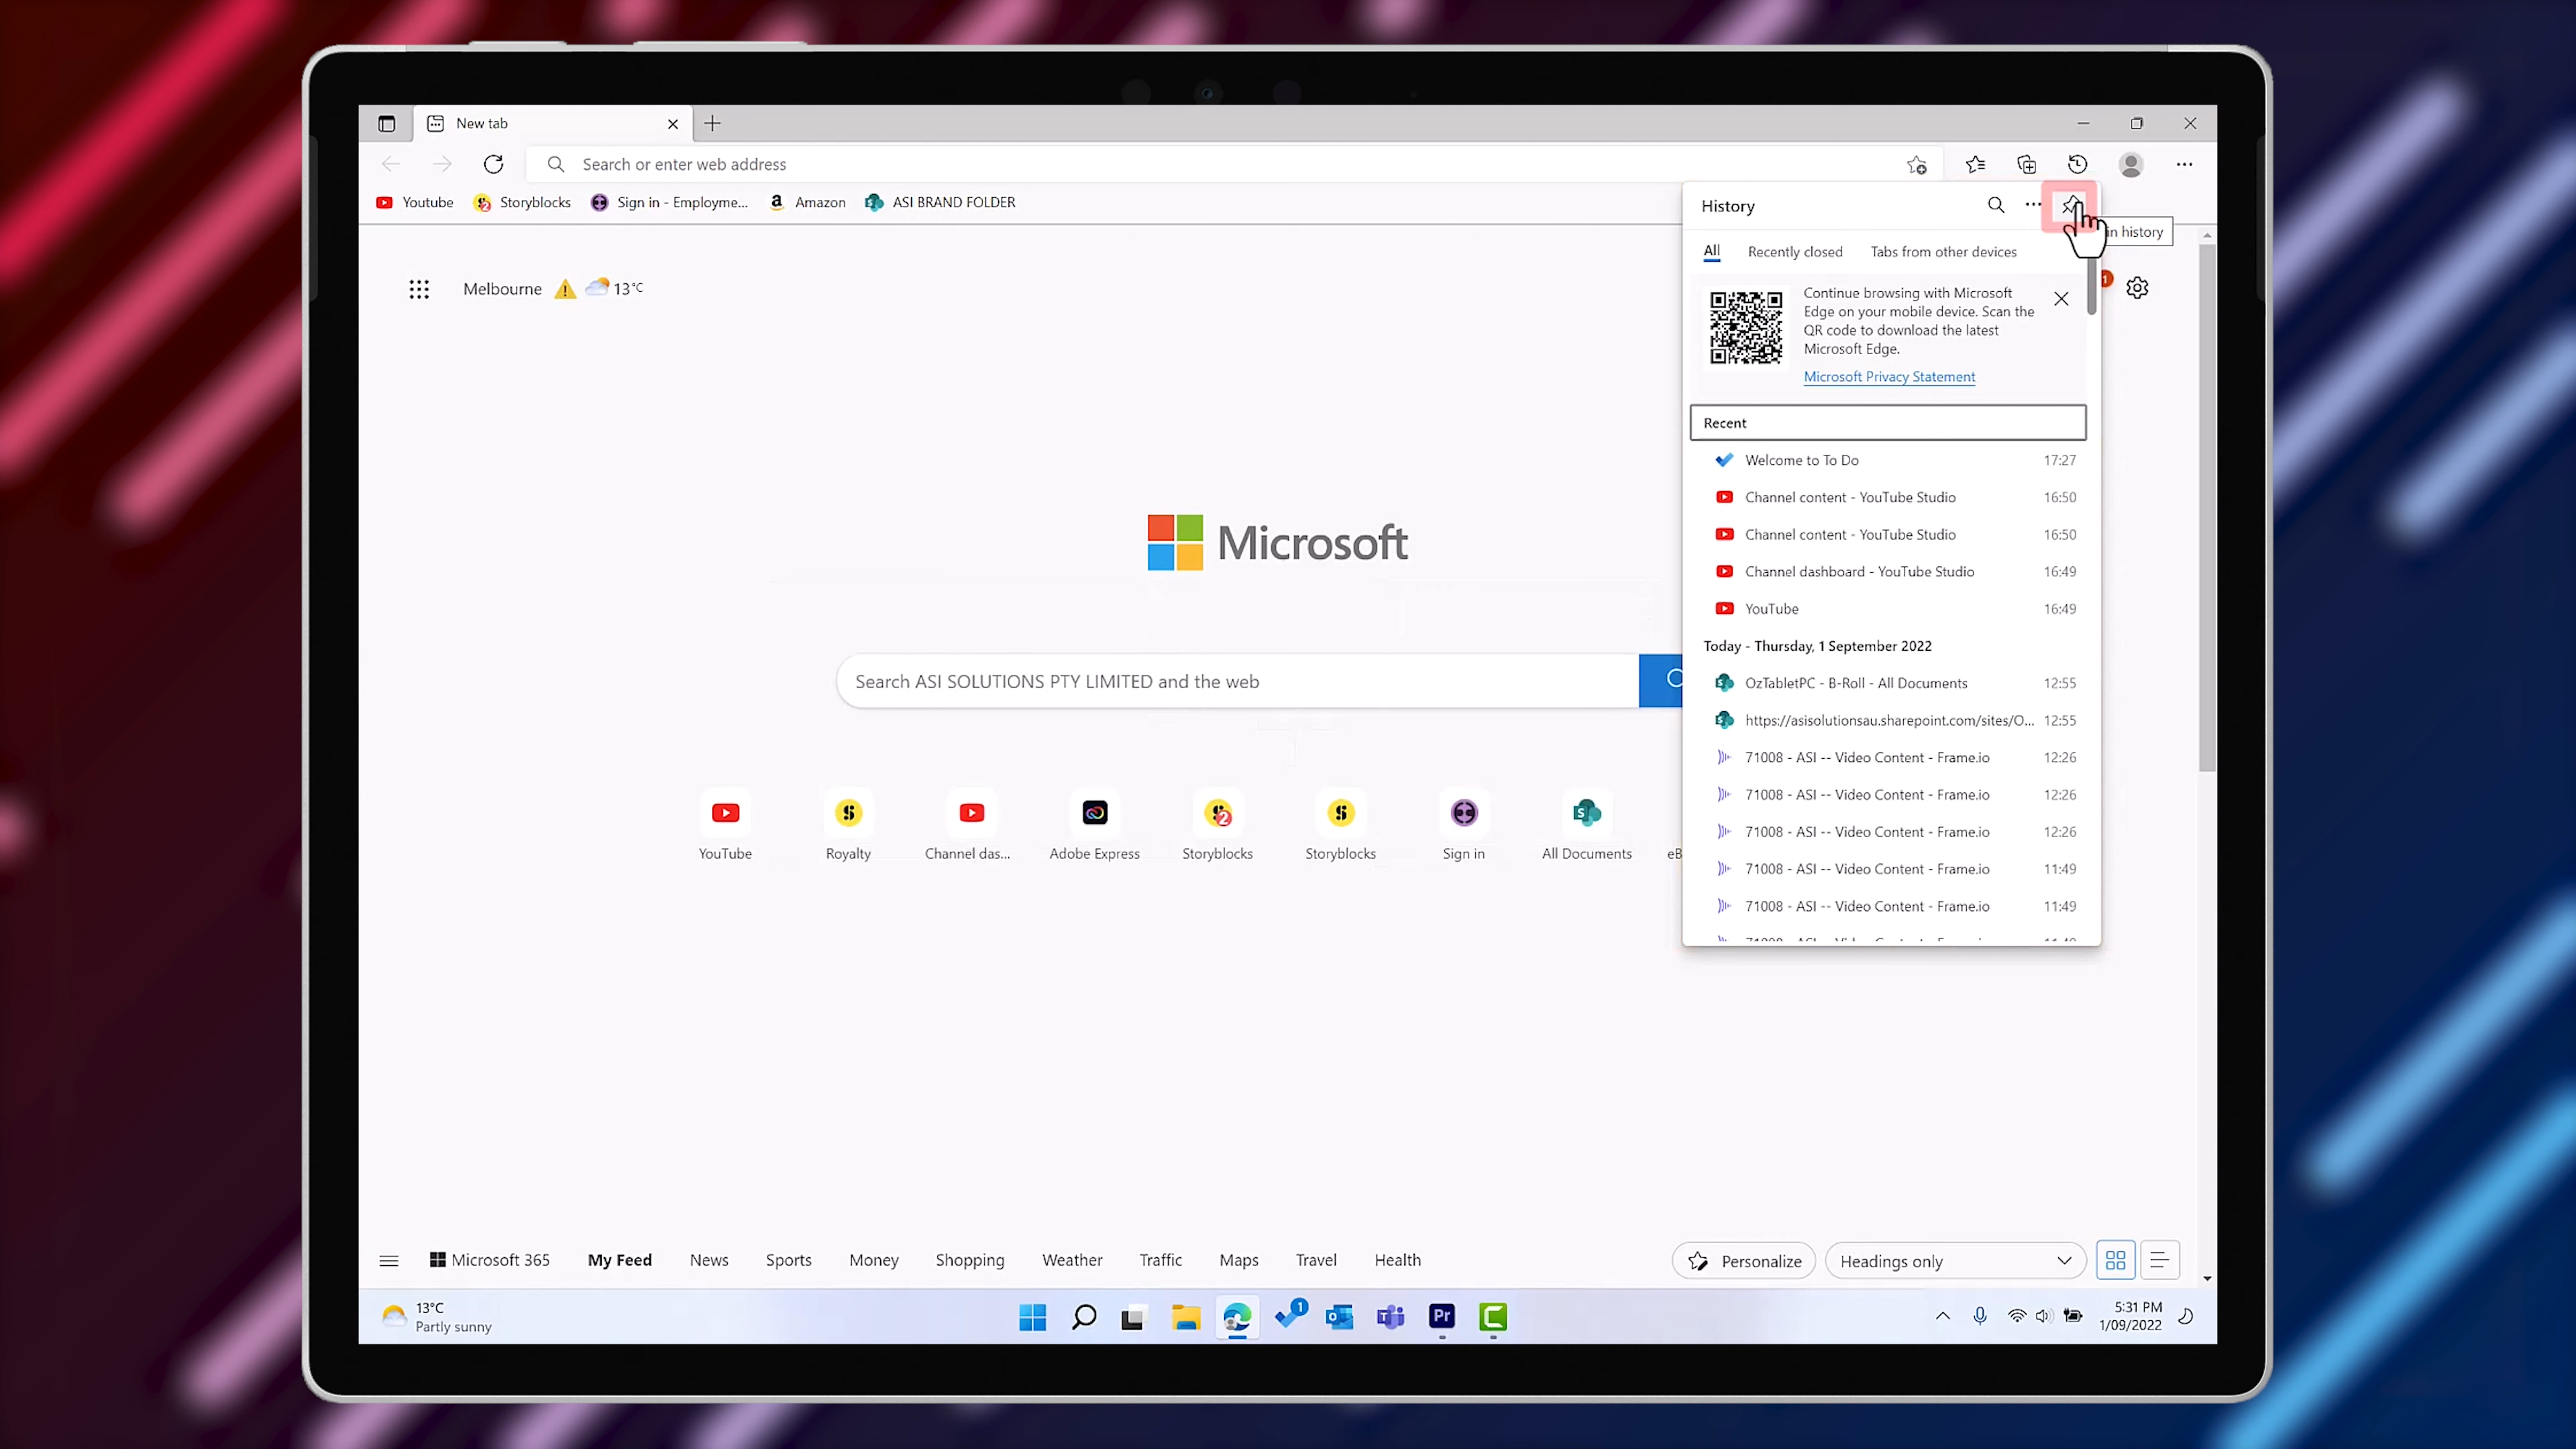 New tab
Search or enter web address
Youtube
Storyblocks
Sign in - Employme...
Amazon
ASI BRAND FOLDER
History
in history
All
Recently closed
Tabs from other devices
Melbourne
13°C
1
Continue browsing with Microsoft
Edge on your mobile device. Scan the
QR code to download the latest
Microsoft Edge.
Microsoft Privacy Statement
Recent
Welcome to To Do 17:27
Channel content - YouTube Studio 16:50
Channel content - YouTube Studio 16:50
Channel dashboard - YouTube Studio 16:49
YouTube 16:49
Today - Thursday, 1 September 2022
OzTabletPC - B-Roll - All Documents 12:55
https://asisolutionsau.sharepoint.com/sites/O... 12:55
71008 - ASI -- Video Content - Frame.io 12:26
71008 - ASI -- Video Content - Frame.io 12:26
71008 - ASI -- Video Content - Frame.io 12:26
71008 - ASI -- Video Content - Frame.io 11:49
71008 - ASI -- Video Content - Frame.io 11:49
Microsoft
Search ASI SOLUTIONS PTY LIMITED and the web
YouTube
Royalty
Channel das...
Adobe Express
Storyblocks
Storyblocks
Sign in
All Documents
eB
Microsoft 365
My Feed
News
Sports
Money
Shopping
Weather
Traffic
Maps
Travel
Health
Personalize
Headings only
13°C
Partly sunny
1
Pr
5:31 PM
1/09/2022